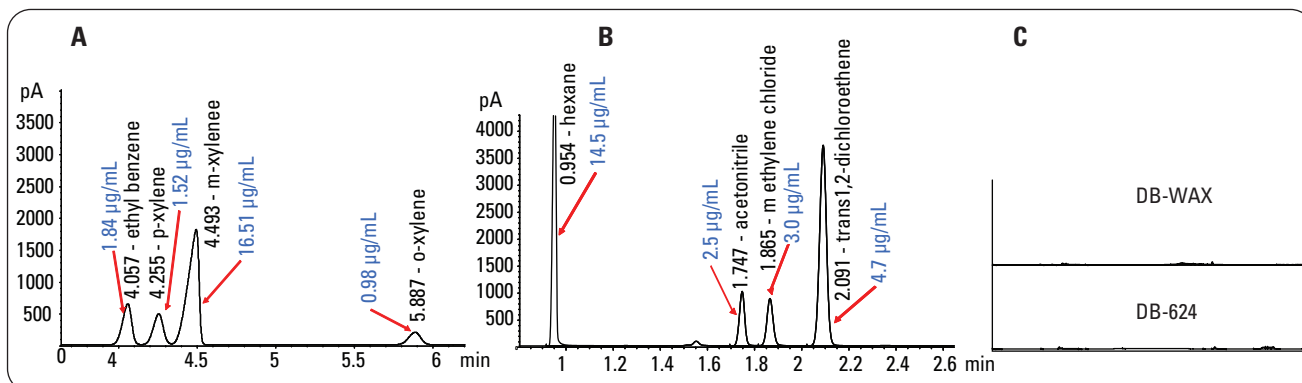 A
pA
3500
3000
2500
2000
1500
1000
500
0
4
4.5
5
5.5
6
min
1.84 µg/mL
4.057 - ethyl benzene
4.255 - p-xylene
1.52 µg/mL
4.493 - m-xylenee
16.51 µg/mL
0.98 µg/mL
5.887 - o-xylene
B
pA
4000
3500
3000
2500
2000
1500
1000
500
1
1.2
1.4
1.6
1.8
2
2.2
2.4
2.6
min
0.954 - hexane
14.5 µg/mL
2.5 µg/mL
1.747 - acetonitrile
1.865 - m ethylene chloride
3.0 µg/mL
2.091 - trans1,2-dichloroethene
4.7 µg/mL
C
DB-WAX
DB-624